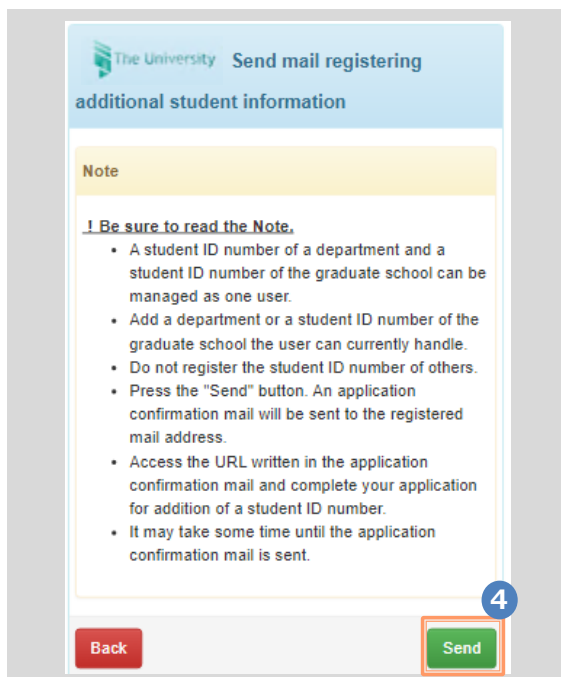 The University Send mail registering
additional student information
Note
! Be sure to read the Note.
• A student ID number of a department and a
student ID number of the graduate school can be
managed as one user.
• Add a department or a student ID number of the
graduate school the user can currently handle.
• Do not register the student ID number of others.
• Press the "Send" button. An application
confirmation mail will be sent to the registered
mail address.
• Access the URL written in the application
confirmation mail and complete your application
for addition of a student ID number.
• It may take some time until the application
confirmation mail is sent.
4
Back Send